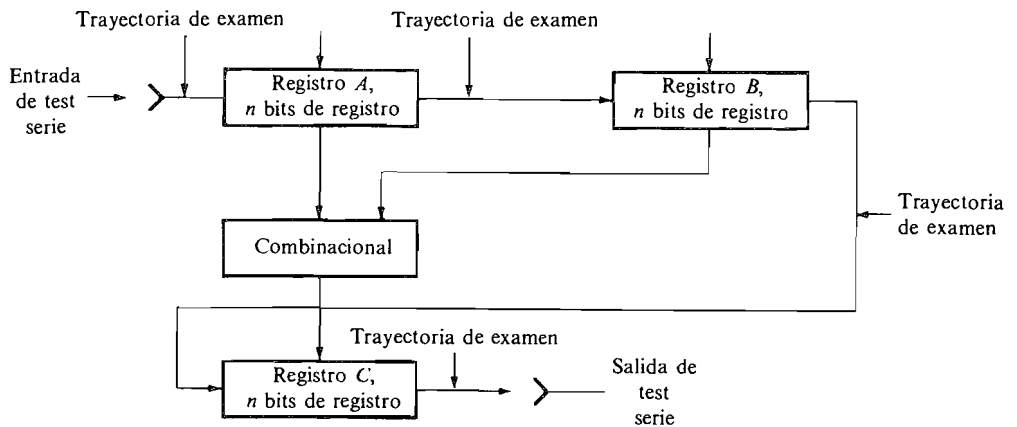 Trayectoria de examen
Trayectoria de examen
Entrada
de test
serie
Registro A,
n bits de registro
Registro B,
n bits de registro
Trayectoria
de examen
Combinacional
Trayectoria de examen
Registro C,
n bits de registro
Salida de
test
serie